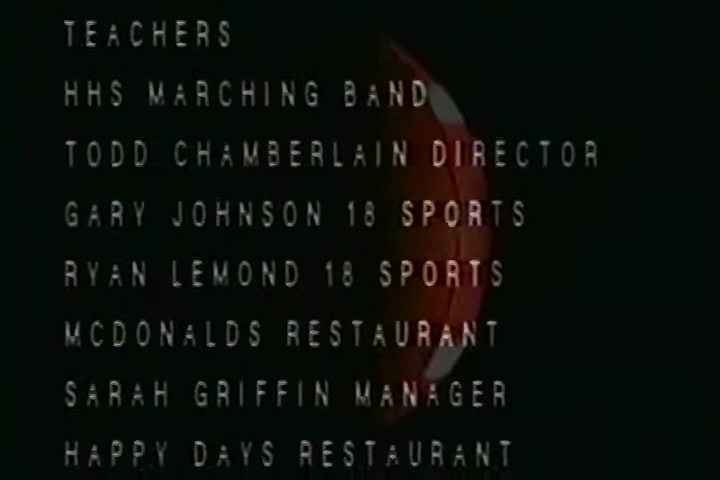 TEACHERS
HHS MARCHING BAND
TODD CHAMBERLAIN DIRECTOR
GARY JOHNSON 18 SPORTS
RYAN LEMOND 18 SPORTS
MCDONALDS RESTAURANT
SARAH GRIFFIN MANAGER
HAPPY DAYS RESTAURANT